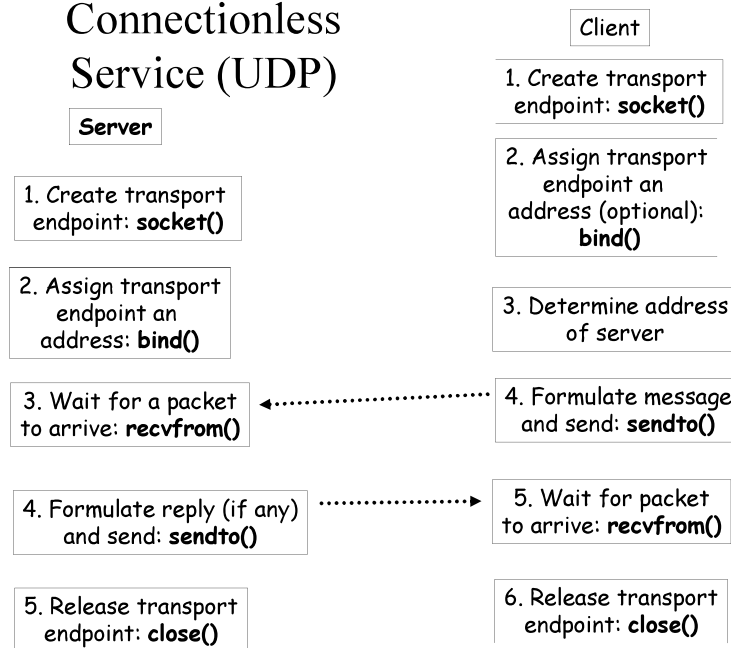 Connectionless
Service (UDP)
Server
1. Create transport
endpoint: socket()
2. Assign transport
endpoint an
address: bind()
3. Wait for a packet
to arrive: recvfrom()
4. Formulate reply (if any)
and send: sendto()
5. Release transport
endpoint: close()
Client
1. Create transport
endpoint: socket()
2. Assign transport
endpoint an
address (optional):
bind()
3. Determine address
of server
4. Formulate message
and send: sendto()
5. Wait for packet
to arrive: recvfrom()
6. Release transport
endpoint: close()